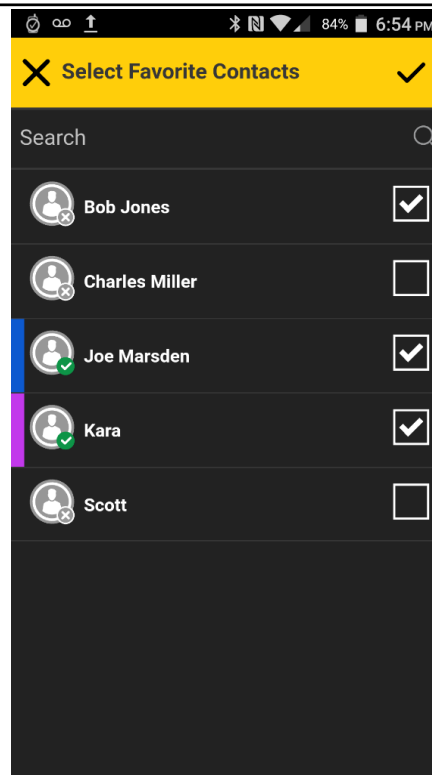 84% 6:54 PM
Select Favorite Contacts
Search
Bob Jones
Charles Miller
Joe Marsden
Kara
Scott